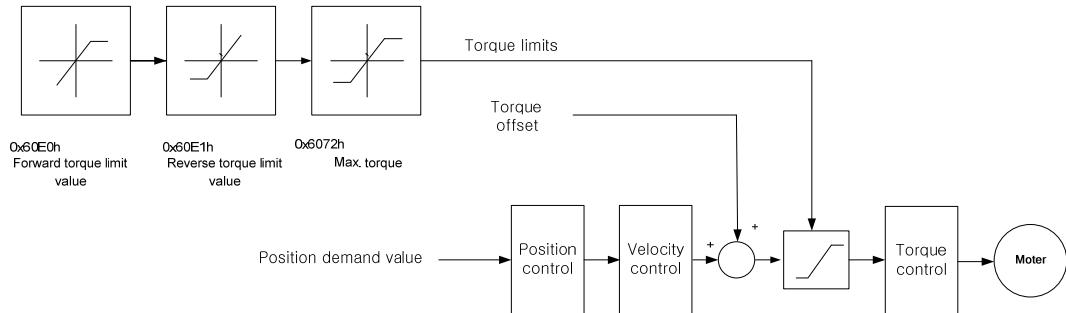 Torque limits
Torque
offset
0x60E0h
Forward torque limit
value
0x60E1h
Reverse torque limit
value
0x6072h
Max. torque
Position demand value
Position
control
Velocity
control
+
+
Torque
control
Moter